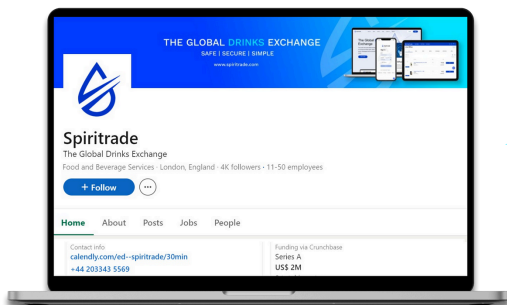 THE GLOBAL DRINKS EXCHANGE
SAFE | SECURE | SIMPLE
www.spiritrade.com
Spiritrade
The Global Drinks Exchange
Food and Beverage Services · London, England · 4K followers · 11-50 employees
+ Follow
Home About Posts Jobs People
Contact info
calendly.com/ed--spiritrade/30min
+44 203343 5569
Funding via Crunchbase
Series A
US$ 2M